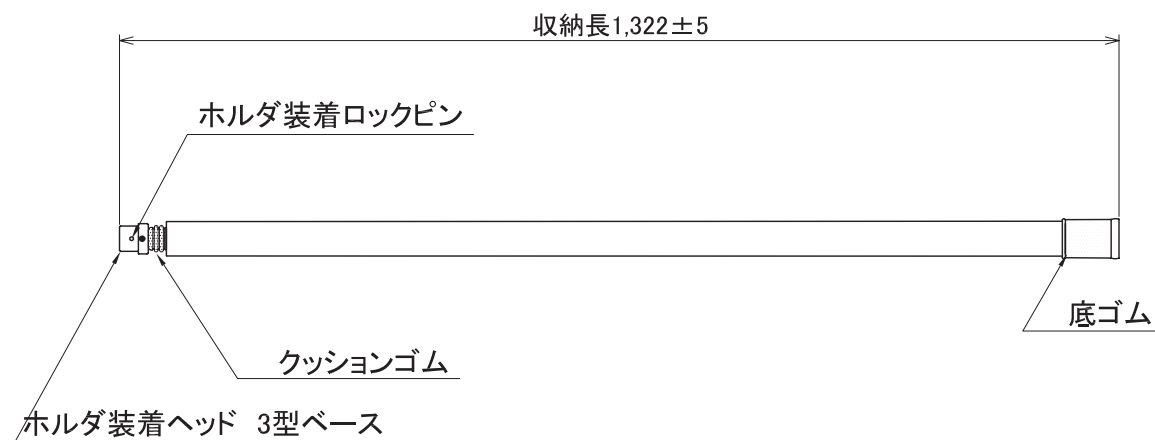 収納長1,322±5
ホルダ装着ロックピン
底ゴム
クッションゴム
ホルダ装着ヘッド 3型ベース